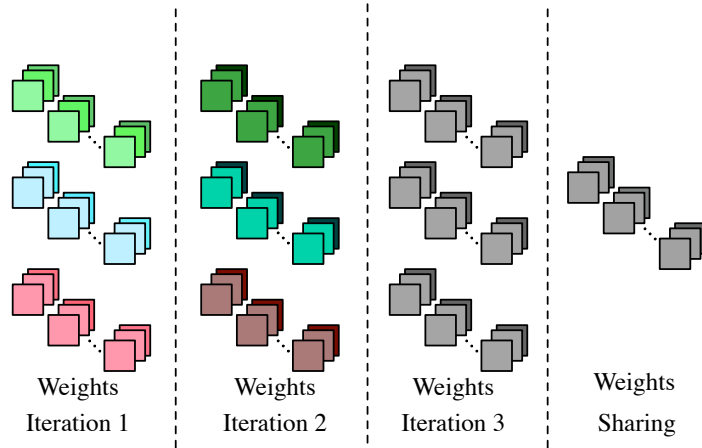 Weights
Iteration 1
Weights
Iteration 2
Weights
Iteration 3
Weights
Sharing